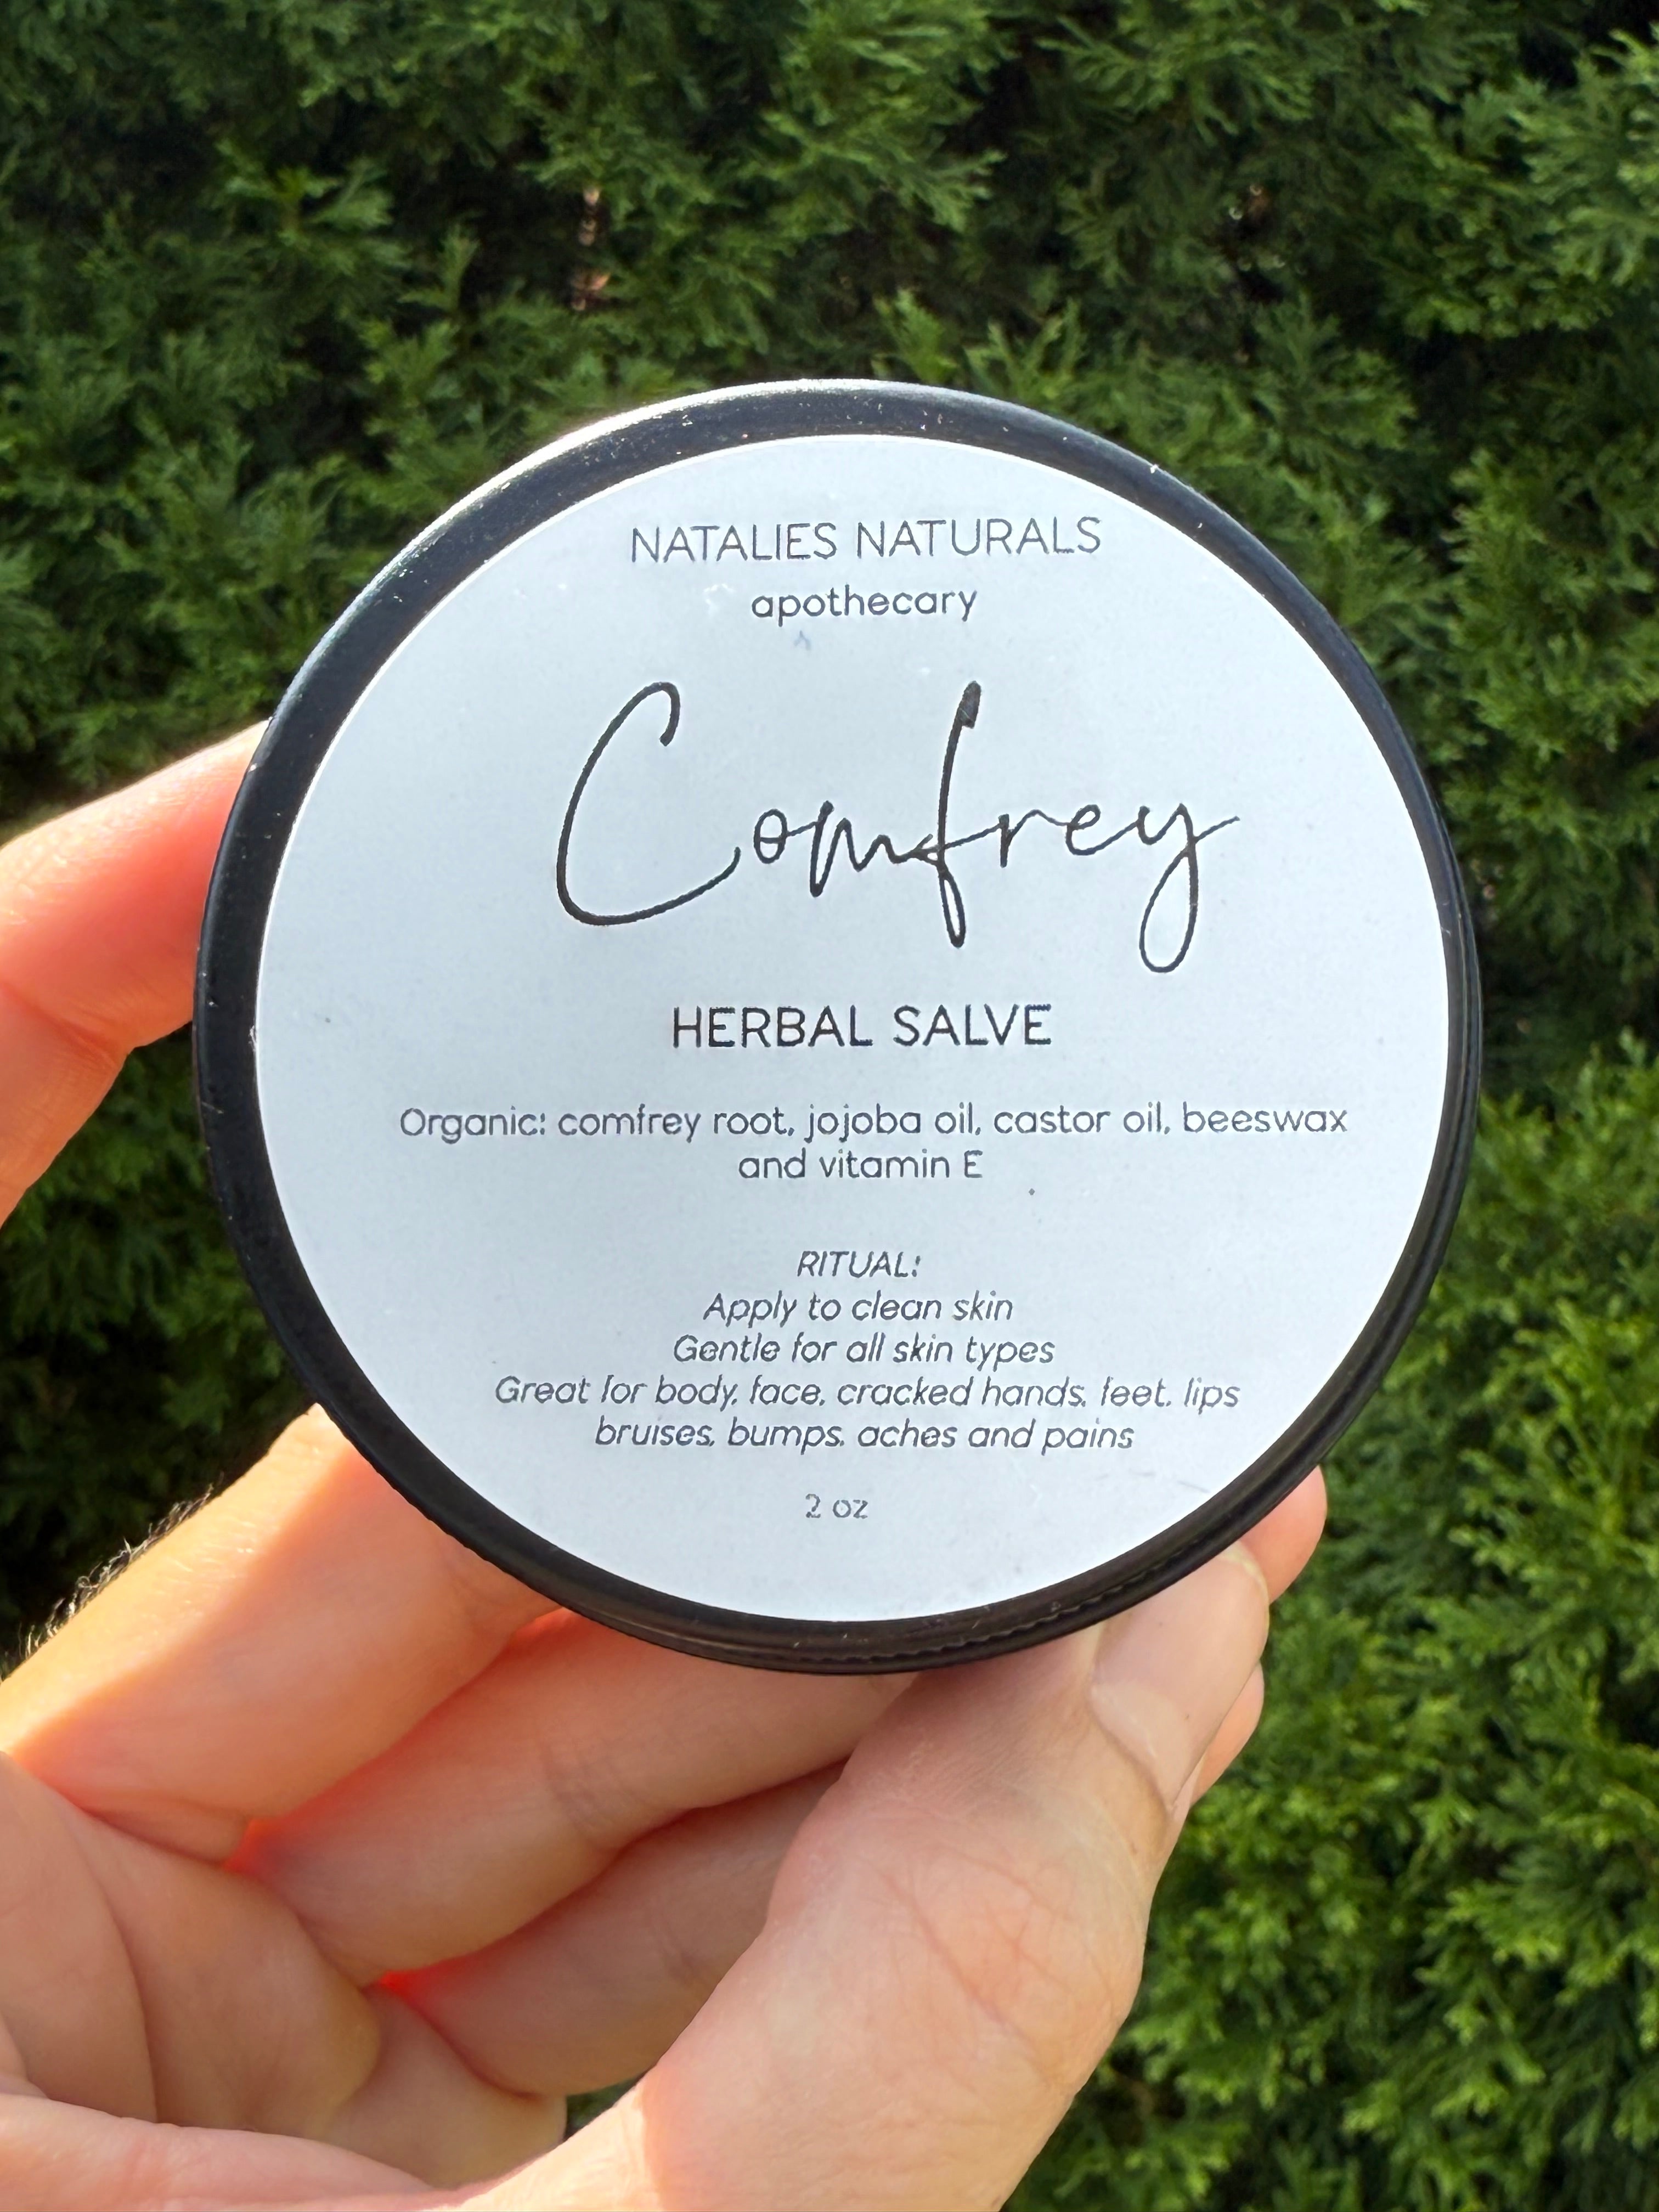 NATALIES NATURALS
apothecary
Comfrey
HERBAL SALVE
Organic: comfrey root, jojoba oil, castor oil, beeswax
and vitamin E
RITUAL:
Apply to clean skin
Gentle for all skin types
Great for body, face, cracked hands, feet, lips
bruises, bumps, aches and pains
2 oz